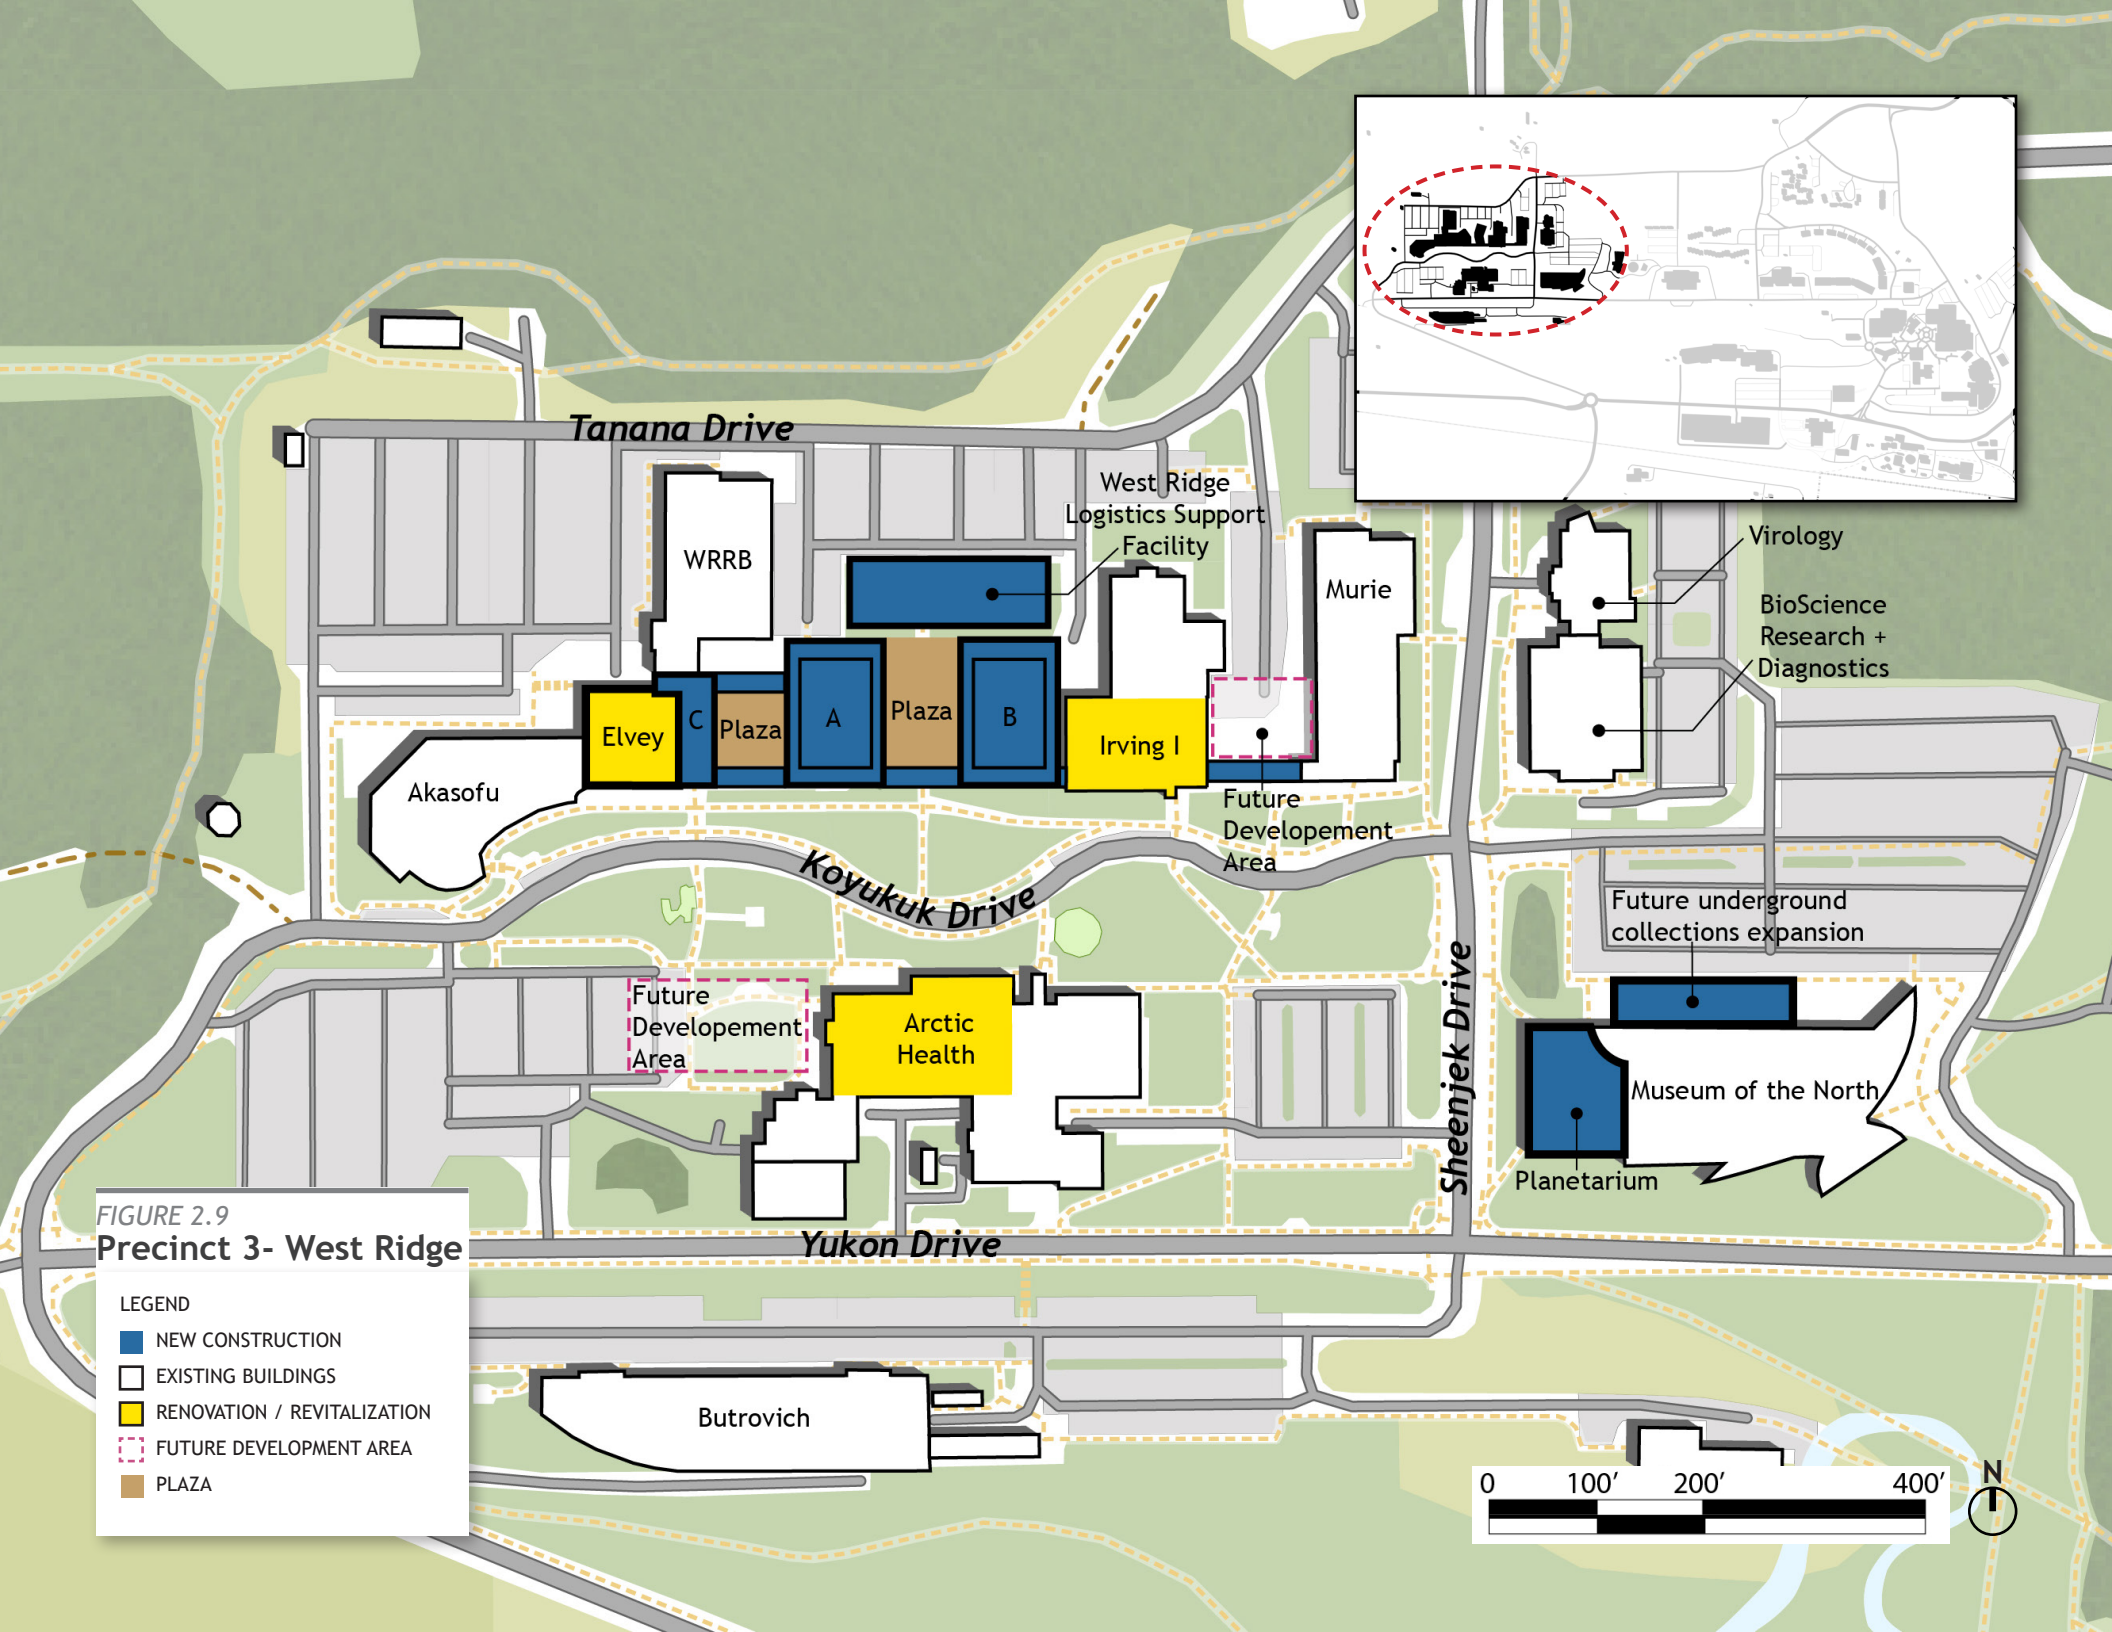 Tanana Drive
West Ridge
Logistics Support
Facility
WRRB
Murie
Virology
BioScience
Research +
Diagnostics
Elvey
C
Plaza
A
Plaza
B
Irving I
Akasofu
Future
Developement
Area
Koyukuk Drive
Future underground
collections expansion
Future
Developement
Area
Arctic
Health
Sheenjek Drive
Museum of the North
Planetarium
Yukon Drive
FIGURE 2.9
Precinct 3- West Ridge
LEGEND
NEW CONSTRUCTION
EXISTING BUILDINGS
RENOVATION / REVITALIZATION
FUTURE DEVELOPMENT AREA
PLAZA
Butrovich
0 100′ 200′ 400′
N